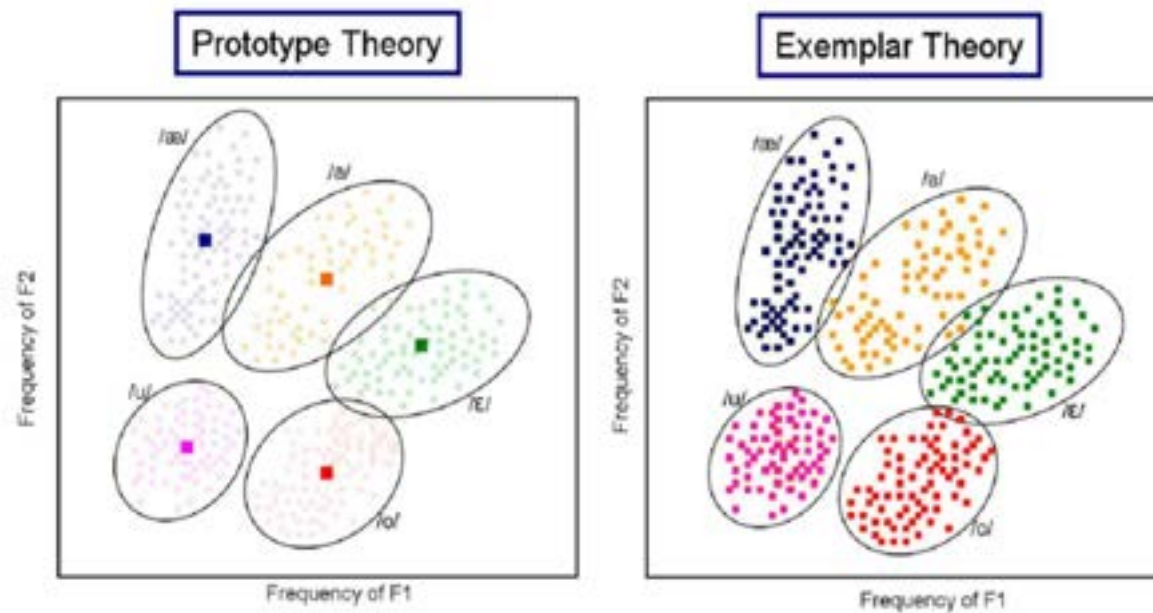 Prototype Theory
/æ/
/a/
/ɛ/
/u/
/o/
Frequency of F2
Frequency of F1
Exemplar Theory
/æ/
/a/
/ɛ/
/u/
/o/
Frequency of F2
Frequency of F1